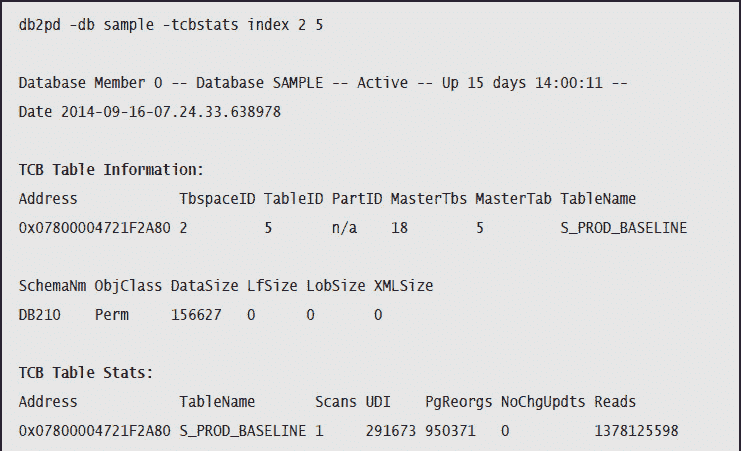 db2pd -db sample -tcbstats index 2 5
Database Member 0 -- Database SAMPLE -- Active -- Up 15 days 14:00:11 --
Date 2014-09-16-07.24.33.638978
TCB Table Information:
Address TbspaceID TableID PartID MasterTbs MasterTab TableName
0x07800004721F2A80 2 5 n/a 18 5 S_PROD_BASELINE
SchemaNm ObjClass DataSize LfSize LobSize XMLSize
DB210 Perm 156627 0 0 0
TCB Table Stats:
Address TableName Scans UDI PgReorgs NoChgUpdts Reads
0x07800004721F2A80 S_PROD_BASELINE 1 291673 950371 0 1378125598